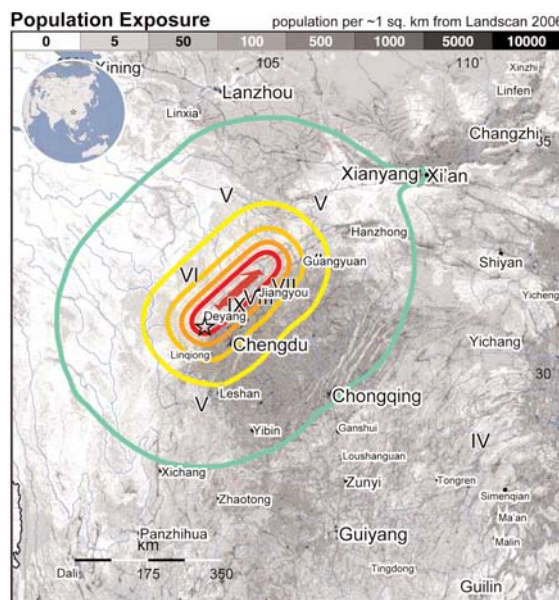 Population Exposure population per ~1 sq. km from Landscan 2006
0 5 50 100 500 1000 5000 10000
Xining 105 110 Xinzhi
Lanzhou Linfen
Linxia
Changzhi
35
Xianyang Xi'an
V V
Hanzhong
VI Guangyuan Shiyan
VII
VIII Jiangyou
IX
Deyang Yicheng
Chengdu Yichang
Linqiong
30
Leshan Chongqing
V
Yibin Ganshui IV
Loushanguan
Xichang Zunyi Tongren
Zhaotong Simenqian
Ma'an
Panzhihua Guiyang Malin
km
Dali 175 350 Tingdong
Guilin